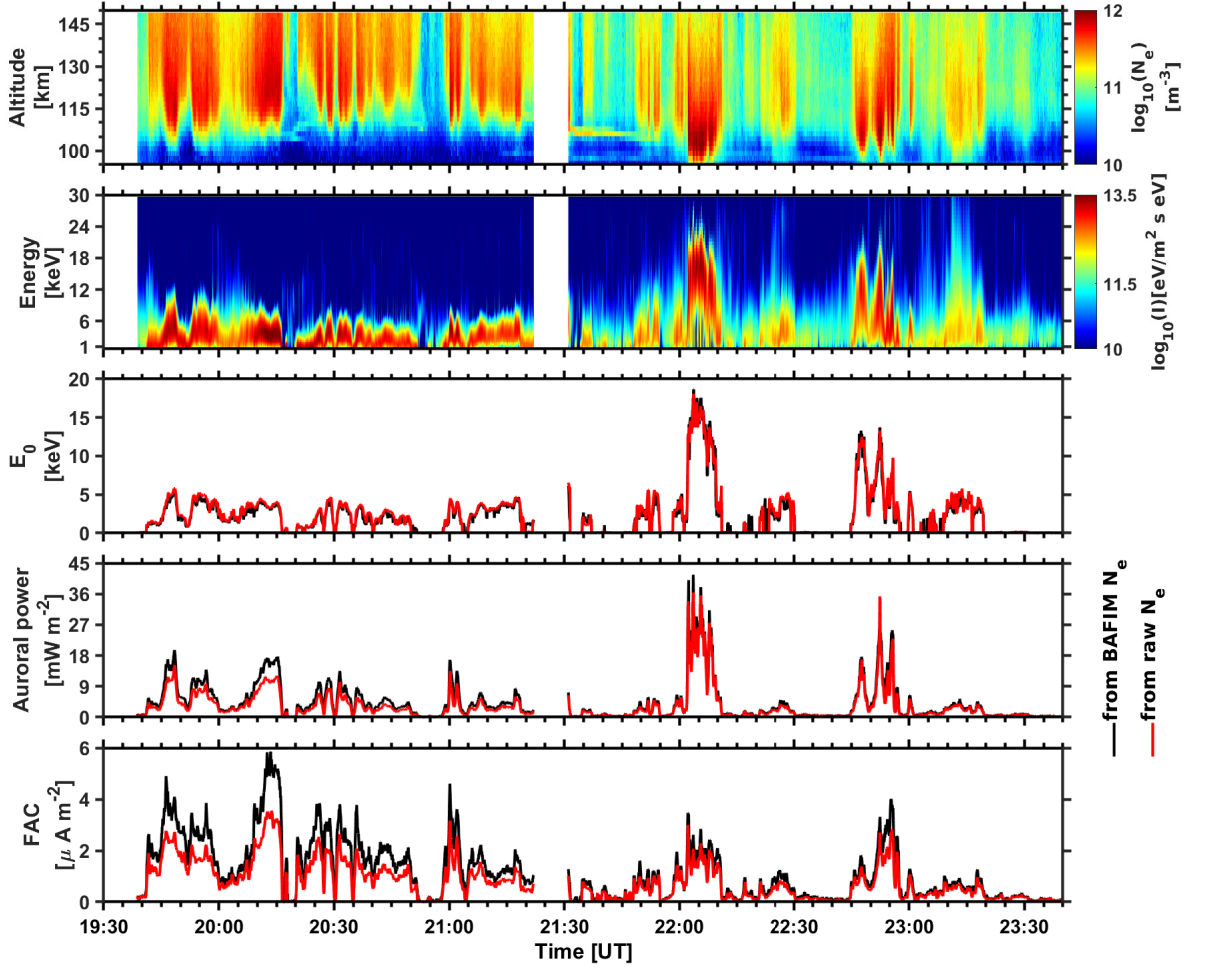 145
130
115
100
Altitude
[km]
12
11
10
log10(Ne)
[m-3]
30
24
18
12
6
1
Energy
[keV]
13.5
11.5
10
log10(I)[eV/m2 s eV]
20
15
10
5
0
E0
[keV]
45
36
27
18
9
0
Auroral power
[mW m-2]
from BAFIM Ne
from raw Ne
6
4
2
0
FAC
[μ A m-2]
19:30 20:00 20:30 21:00 21:30 22:00 22:30 23:00 23:30
Time [UT]